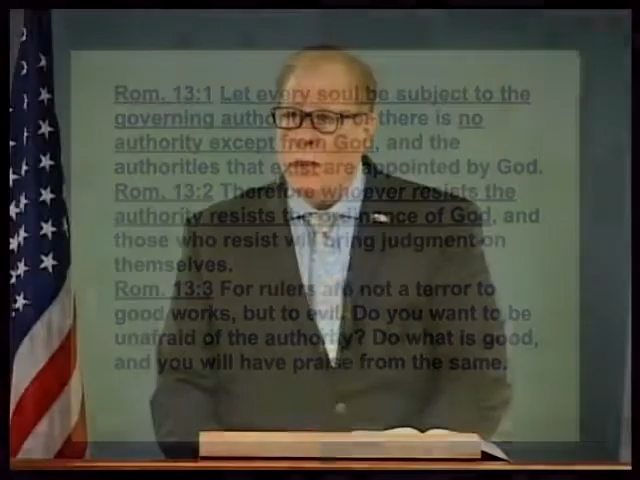 Rom. 13:1 Let every soul be subject to the
governing authorities. For there is no
authority except from God, and the
authorities that exist are appointed by God.
Rom. 13:2 Therefore whoever resists the
authority resists the ordinance of God, and
those who resist will bring judgment on
themselves.
Rom. 13:3 For rulers are not a terror to
good works, but to evil. Do you want to be
unafraid of the authority? Do what is good,
and you will have praise from the same.